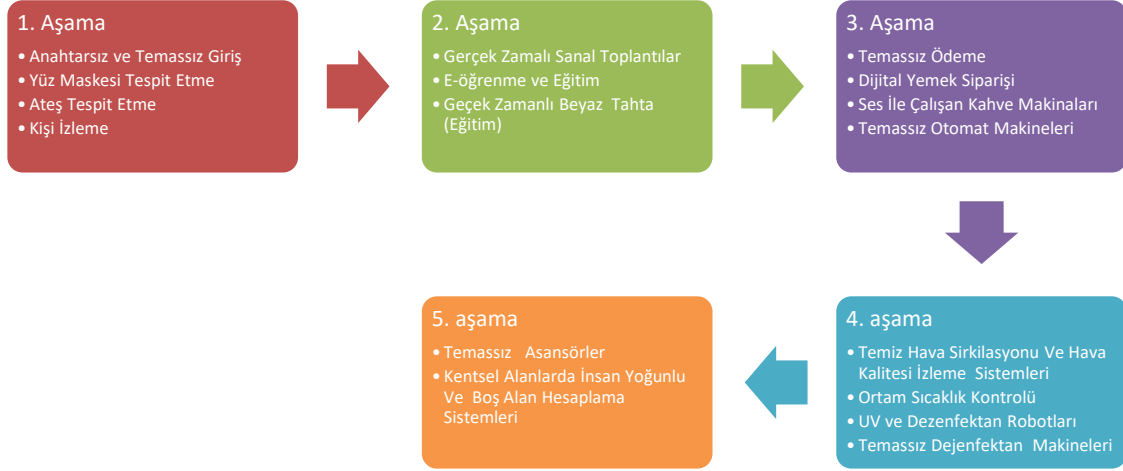 1. Aşama
• Anahtarsız ve Temassız Giriş
• Yüz Maskesi Tespit Etme
• Ateş Tespit Etme
• Kişi İzleme
2. Aşama
• Gerçek Zamalı Sanal Toplantılar
• E-öğrenme ve Eğitim
• Geçek Zamanlı Beyaz Tahta
(Eğitim)
3. Aşama
• Temassız Ödeme
• Dijital Yemek Siparişi
• Ses İle Çalışan Kahve Makinaları
• Temassız Otomat Makineleri
4. aşama
• Temiz Hava Sirkilasyonu Ve Hava
Kalitesi İzleme Sistemleri
• Ortam Sıcaklık Kontrolü
• UV ve Dezenfektan Robotları
• Temassız Dejenfektan Makineleri
5. aşama
• Temassız Asansörler
• Kentsel Alanlarda İnsan Yoğunlu
Ve Boş Alan Hesaplama
Sistemleri